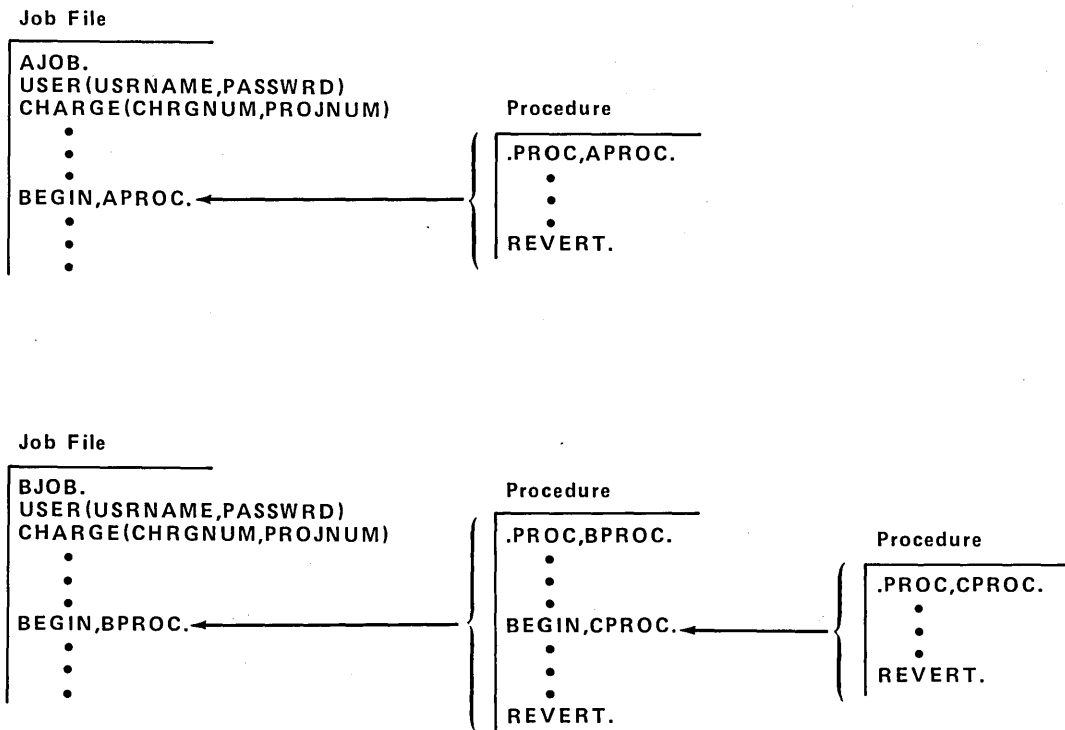 Job File
AJOB.
USER(USRNAME,PASSWRD)
CHARGE(CHRGNUM,PROJNUM)
BEGIN,APROC.
Procedure
.PROC,APROC.
REVERT.
Job File
BJOB.
USER(USRNAME,PASSWRD)
CHARGE(CHRGNUM,PROJNUM)
BEGIN,BPROC.
Procedure
.PROC,BPROC.
BEGIN,CPROC.
REVERT.
Procedure
.PROC,CPROC.
REVERT.